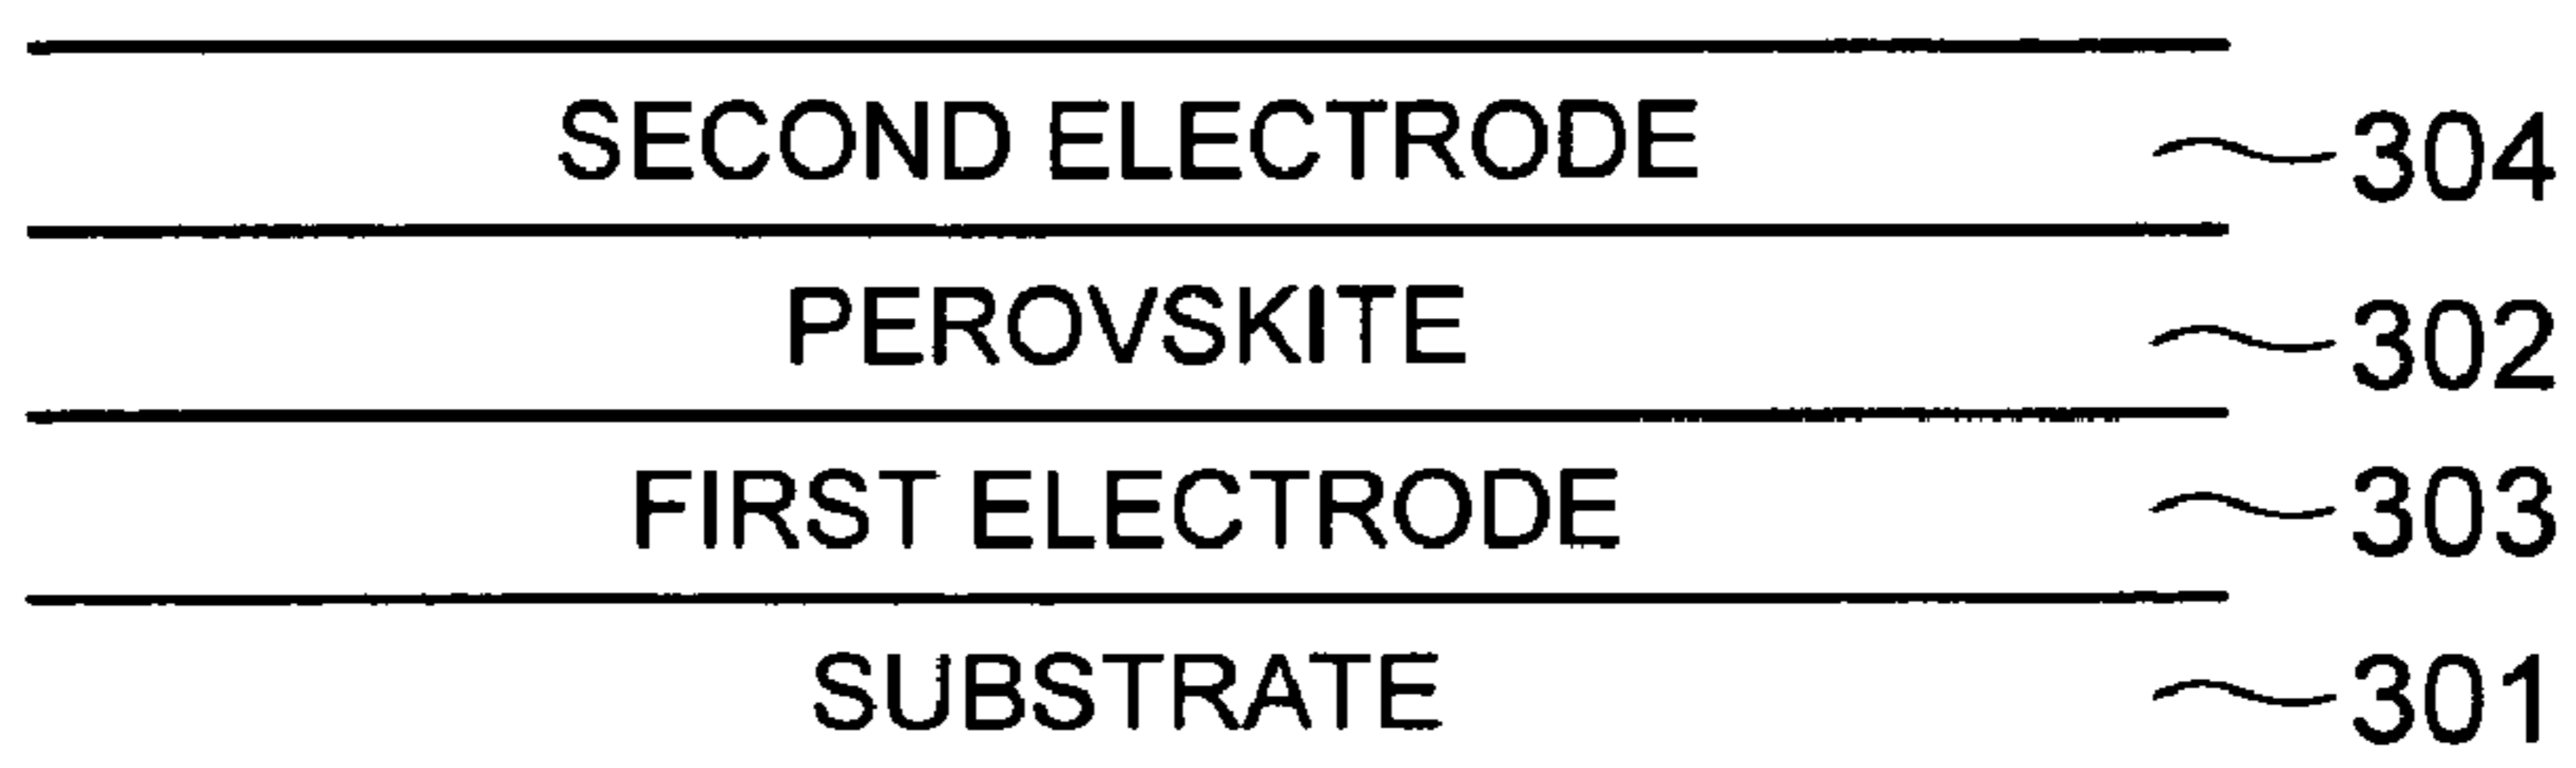 SECOND ELECTRODE 304
PEROVSKITE 302
FIRST ELECTRODE 303
SUBSTRATE 301